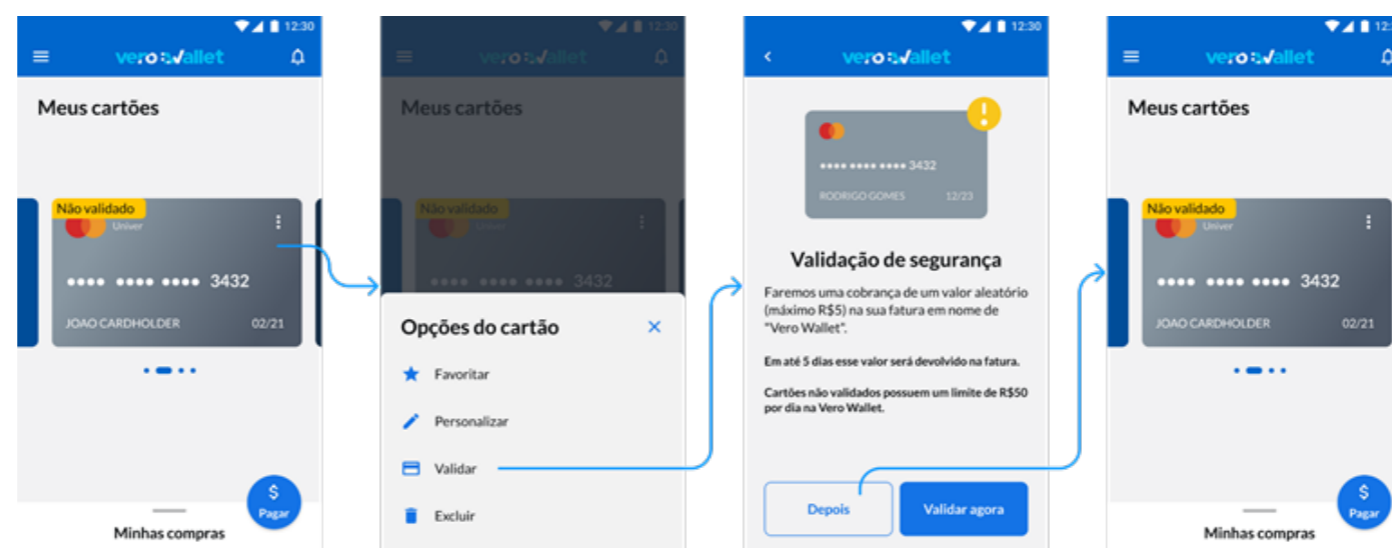 12:30
vero wallet
Meus cartões
Não validado
Univer
•••• •••• •••• 3432
JOAO CARDHOLDER 02/21
$
Pagar
Minhas compras
12:30
vero wallet
Meus cartões
Não validado
Univer
•••• •••• •••• 3432
Opções do cartão
Favoritar
Personalizar
Validar
Excluir
12:30
vero wallet
•••• •••• •••• 3432
RODRIGO GOMES 12/23
Validação de segurança
Faremos uma cobrança de um valor aleatório
(máximo R$5) na sua fatura em nome de
"Vero Wallet".
Em até 5 dias esse valor será devolvido na fatura.
Cartões não validados possuem um limite de R$50
por dia na Vero Wallet.
Depois Validar agora
12:3
vero wallet
Meus cartões
Não validado
Univer
•••• •••• •••• 3432
JOAO CARDHOLDER 02/21
$
Pagar
Minhas compras